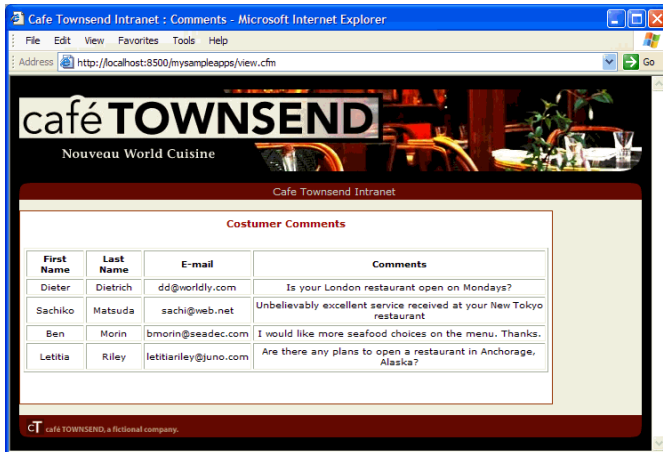 Cafe Townsend Intranet : Comments - Microsoft Internet Explorer
File Edit View Favorites Tools Help
Address http://localhost:8500/mysampleapps/view.cfm Go
café TOWNSEND
Nouveau World Cuisine
Cafe Townsend Intranet
Costumer Comments
First Name Last Name E-mail Comments
Dieter Dietrich dd@worldly.com Is your London restaurant open on Mondays?
Sachiko Matsuda sachi@web.net Unbelievably excellent service received at your New Tokyo
restaurant
Ben Morin bmorin@seadec.com I would like more seafood choices on the menu. Thanks.
Letitia Riley letitiariley@juno.com Are there any plans to open a restaurant in Anchorage,
Alaska?
cT café TOWNSEND, a fictional company.